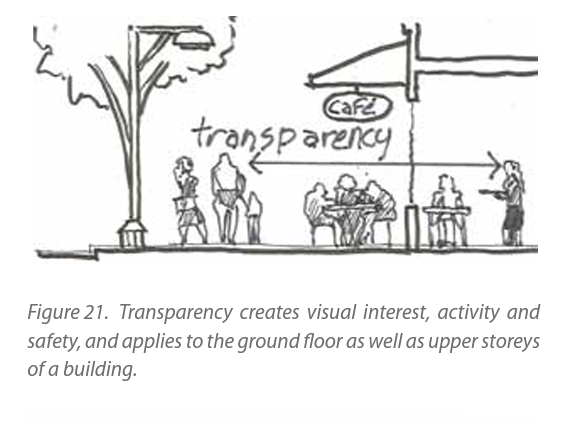 café
transparency
Figure 21. Transparency creates visual interest, activity and
safety, and applies to the ground floor as well as upper storeys
of a building.